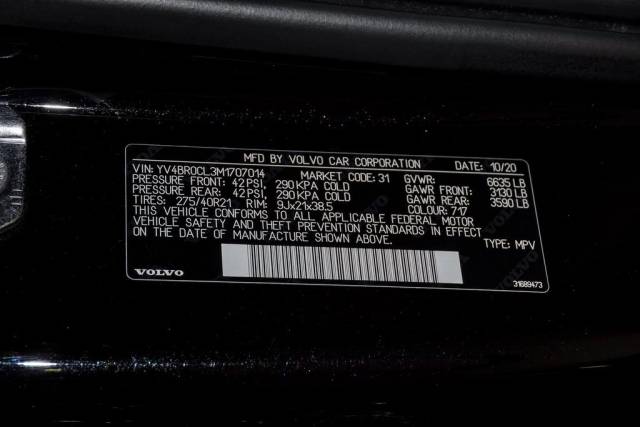 MFD BY VOLVO CAR CORPORATION DATE: 10/20
VIN: YV4BR0CL3M1707014 MARKET CODE: 31 GVWR: 6635 LB
PRESSURE FRONT: 42 PSI, 290 KPA COLD GAWR FRONT: 3130 LB
PRESSURE REAR: 42 PSI, 290 KPA COLD GAWR REAR: 3590 LB
TIRES: 275/40R21 RIM: 9Jx21x38.5 COLOUR: 717
THIS VEHICLE CONFORMS TO ALL APPLICABLE FEDERAL MOTOR
VEHICLE SAFETY AND THEFT PREVENTION STANDARDS IN EFFECT
ON THE DATE OF MANUFACTURE SHOWN ABOVE. TYPE: MPV
VOLVO
31689473